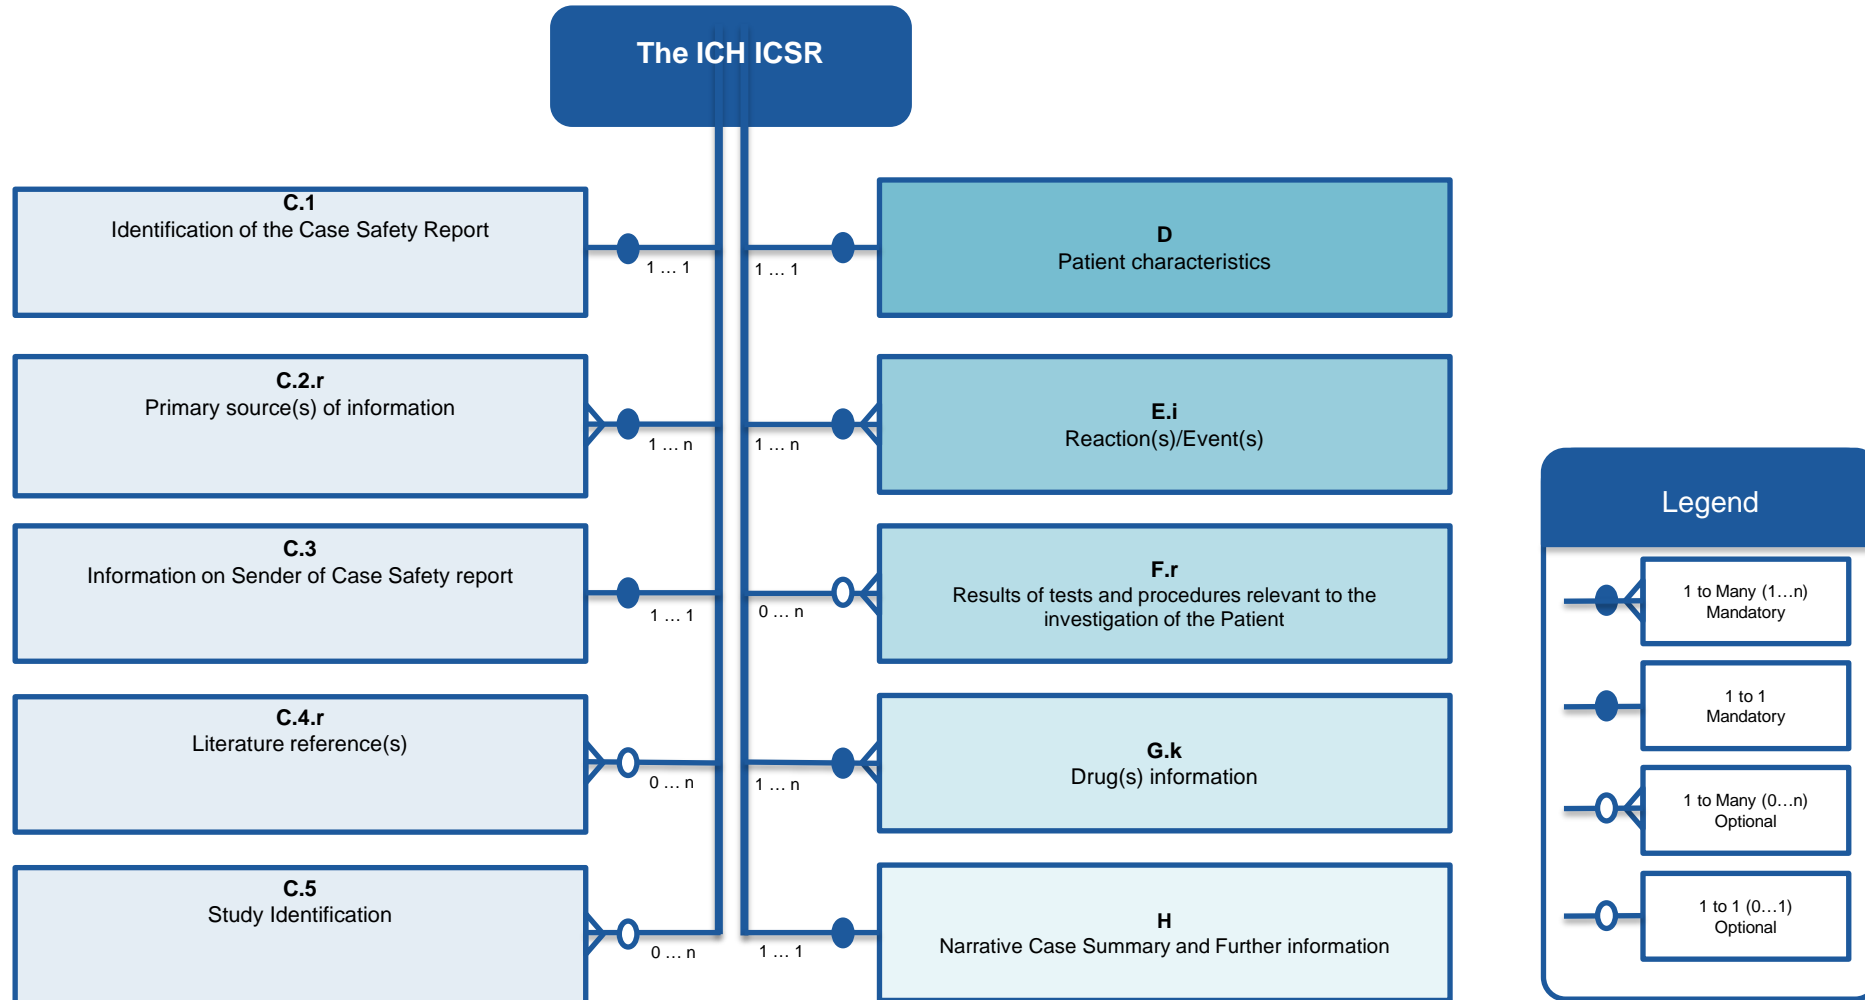 The ICH ICSR
C.1
Identification of the Case Safety Report
1 ... 1
C.2.r
Primary source(s) of information
1 ... n
C.3
Information on Sender of Case Safety report
1 ... 1
C.4.r
Literature reference(s)
0 ... n
C.5
Study Identification
0 ... n
D
Patient characteristics
1 ... 1
E.i
Reaction(s)/Event(s)
1 ... n
F.r
Results of tests and procedures relevant to the
investigation of the Patient
0 ... n
G.k
Drug(s) information
1 ... n
H
Narrative Case Summary and Further information
1 ... 1
Legend
1 to Many (1...n)
Mandatory
1 to 1
Mandatory
1 to Many (0...n)
Optional
1 to 1 (0...1)
Optional